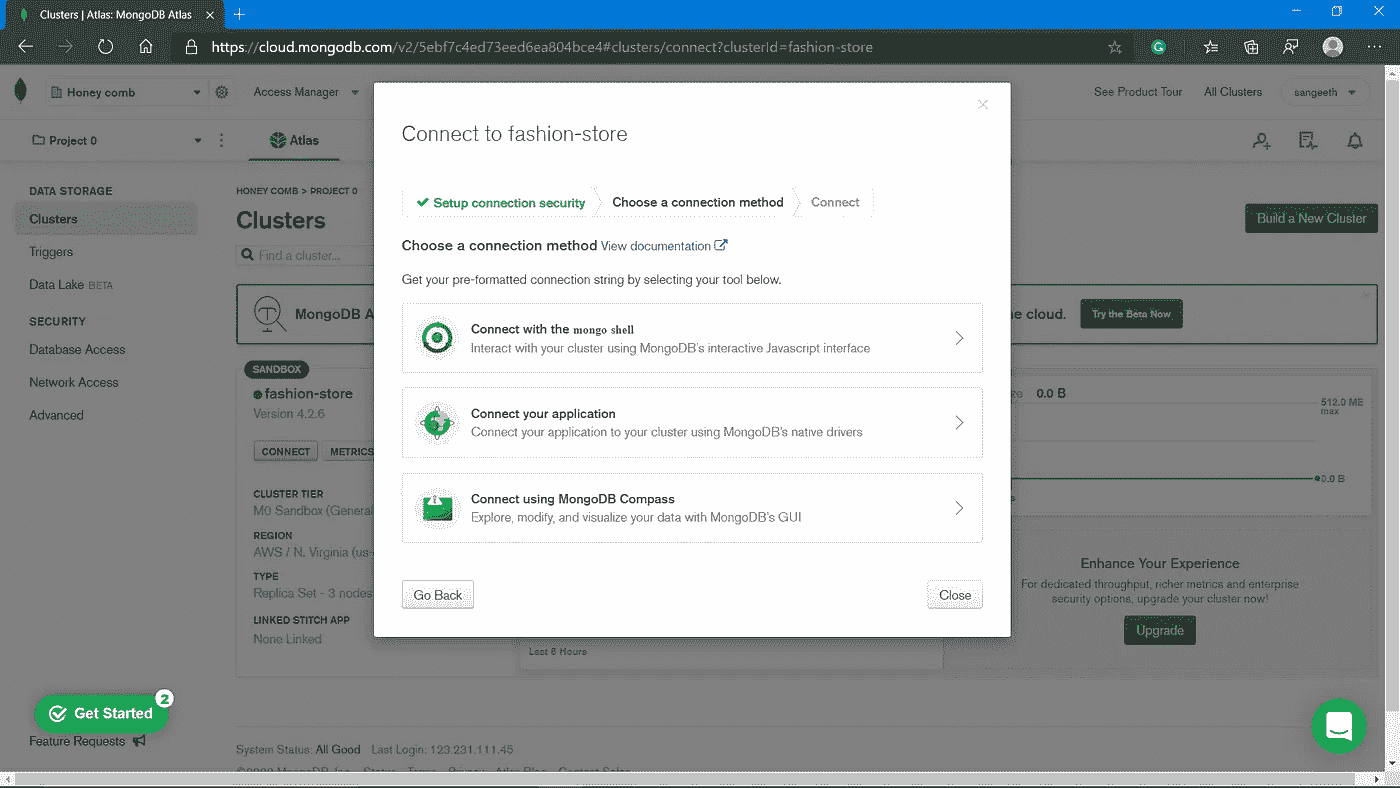 Clusters | Atlas: MongoDB Atlas
https://cloud.mongodb.com/v2/5ebf7c4ed73eed6ea804bce4#clusters/connect?clusterId=fashion-store
Honey comb
Access Manager
See Product Tour
All Clusters
sangeeth
Project 0
Atlas
DATA STORAGE
Clusters
Triggers
Data Lake BETA
SECURITY
Database Access
Network Access
Advanced
HONEY COMB > PROJECT 0
Clusters
Build a New Cluster
Find a cluster...
MongoDB A
e cloud.
Try the Beta Now
SANDBOX
fashion-store
Version 4.2.6
CONNECT
METRICS
CLUSTER TIER
M0 Sandbox (General
REGION
AWS / N. Virginia (us-
TYPE
Replica Set - 3 nodes
LINKED STITCH APP
None Linked
Connect to fashion-store
Setup connection security
Choose a connection method
Connect
Choose a connection method View documentation
Get your pre-formatted connection string by selecting your tool below.
Connect with the mongo shell
Interact with your cluster using MongoDB's interactive Javascript interface
Connect your application
Connect your application to your cluster using MongoDB's native drivers
Connect using MongoDB Compass
Explore, modify, and visualize your data with MongoDB's GUI
Go Back
Close
0.0 B
512.0 MB
max
0.0 B
Enhance Your Experience
For dedicated throughput, richer metrics and enterprise
security options, upgrade your cluster now!
Upgrade
Last 6 Hours
Get Started
2
Feature Requests
System Status: All Good Last Login: 123.231.111.45